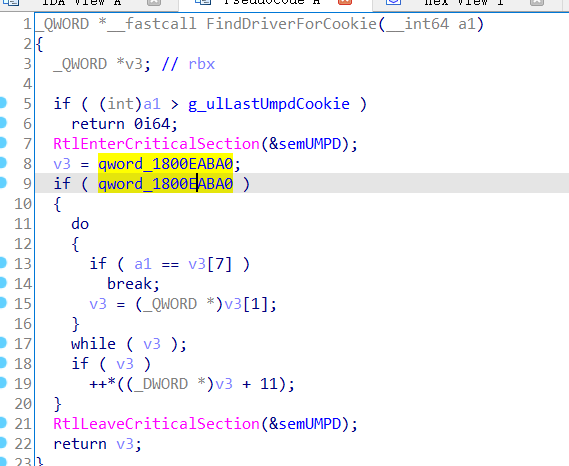 IDA View A
Pseudocode A
Hex View 1
1 _QWORD *__fastcall FindDriverForCookie(__int64 a1)
2 {
3 _QWORD *v3; // rbx
4
5 if ( (int)a1 > g_ulLastUmpdCookie )
6 return 0i64;
7 RtlEnterCriticalSection(&semUMPD);
8 v3 = qword_1800EABA0;
9 if ( qword_1800EABA0 )
10 {
11 do
12 {
13 if ( a1 == v3[7] )
14 break;
15 v3 = (_QWORD *)v3[1];
16 }
17 while ( v3 );
18 if ( v3 )
19 ++*((_DWORD *)v3 + 11);
20 }
21 RtlLeaveCriticalSection(&semUMPD);
22 return v3;
23 }